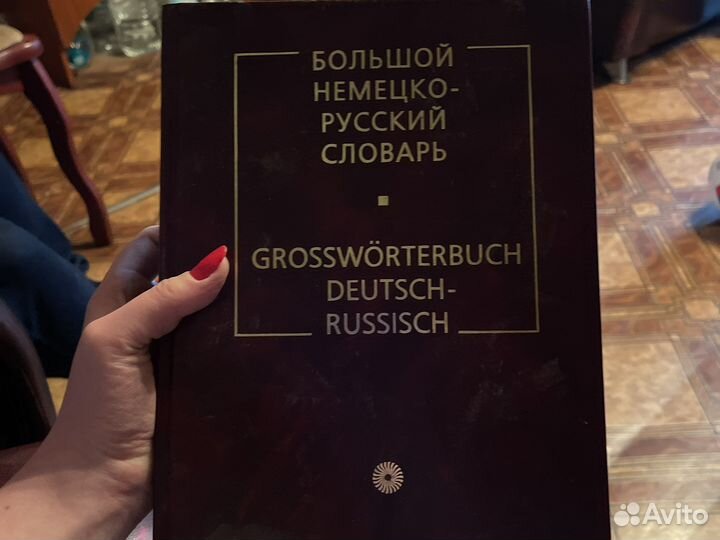 БОЛЬШОЙ
НЕМЕЦКО-
РУССКИЙ
СЛОВАРЬ
GROSSWÖRTERBUCH
DEUTSCH-
RUSSISCH
Avito